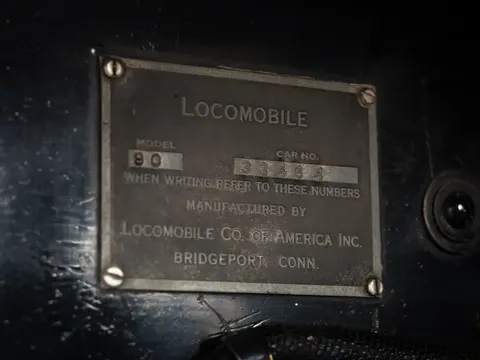 LOCOMOBILE
MODEL CAR NO.
90
WHEN WRITING REFER TO THESE NUMBERS
MANUFACTURED BY
LOCOMOBILE CO. OF AMERICA INC.
BRIDGEPORT, CONN.